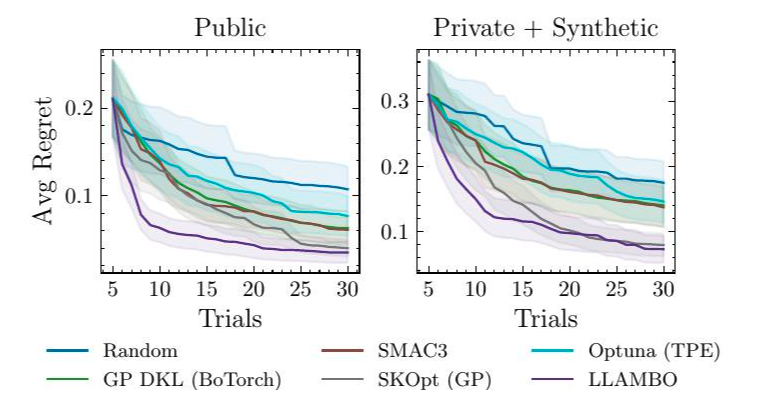 Public
Private + Synthetic
Avg Regret
0.2
0.1
0.3
0.2
0.1
5 10 15 20 25 30
5 10 15 20 25 30
Trials
Trials
Random
SMAC3
Optuna (TPE)
GP DKL (BoTorch)
SKOpt (GP)
LLAMBO